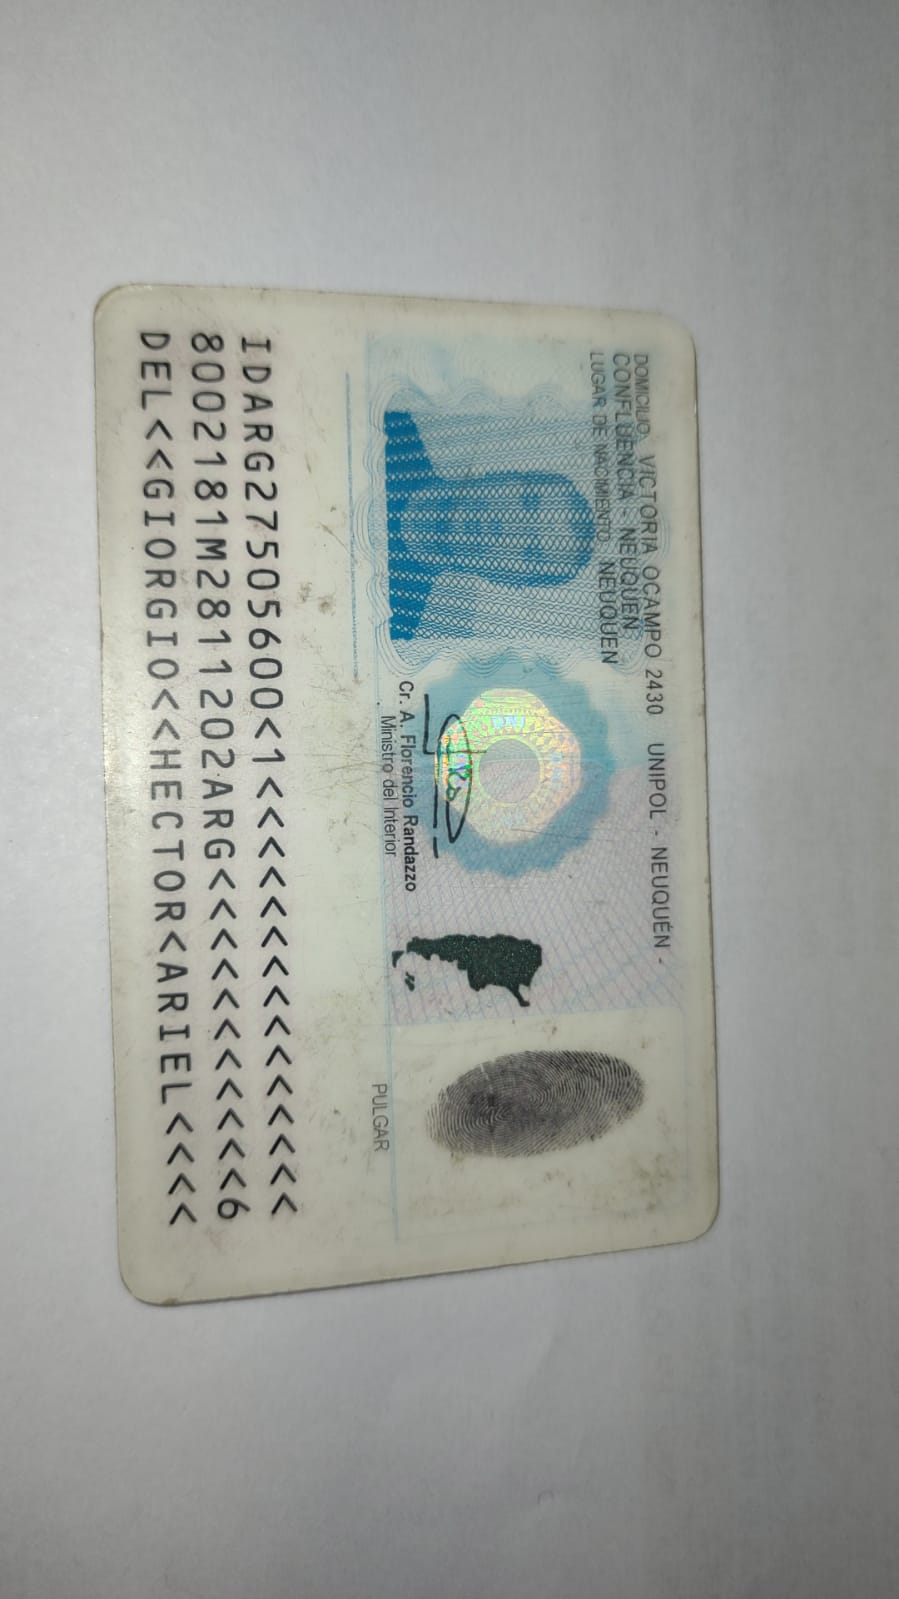 DOMICILIO: VICTORIA OCAMPO 2430 UNIPOL - NEUQUÉN -
CONFLUENCIA - NEUQUEN
LUGAR DE NACIMIENTO: NEUQUEN
Cr. A. Florencio Randazzo
Ministro del Interior
PULGAR
IDARG27505600<1<<<<<<<<<<<<<<<
8002181M2811202ARG<<<<<<<<<<<6
DEL<<GIORGIO<<HECTOR<ARIEL<<<<